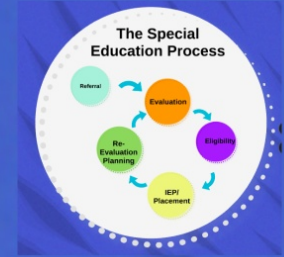 The Special
Education Process
Referral
Evaluation
Eligibility
IEP/
Placement
Re-
Evaluation
Planning